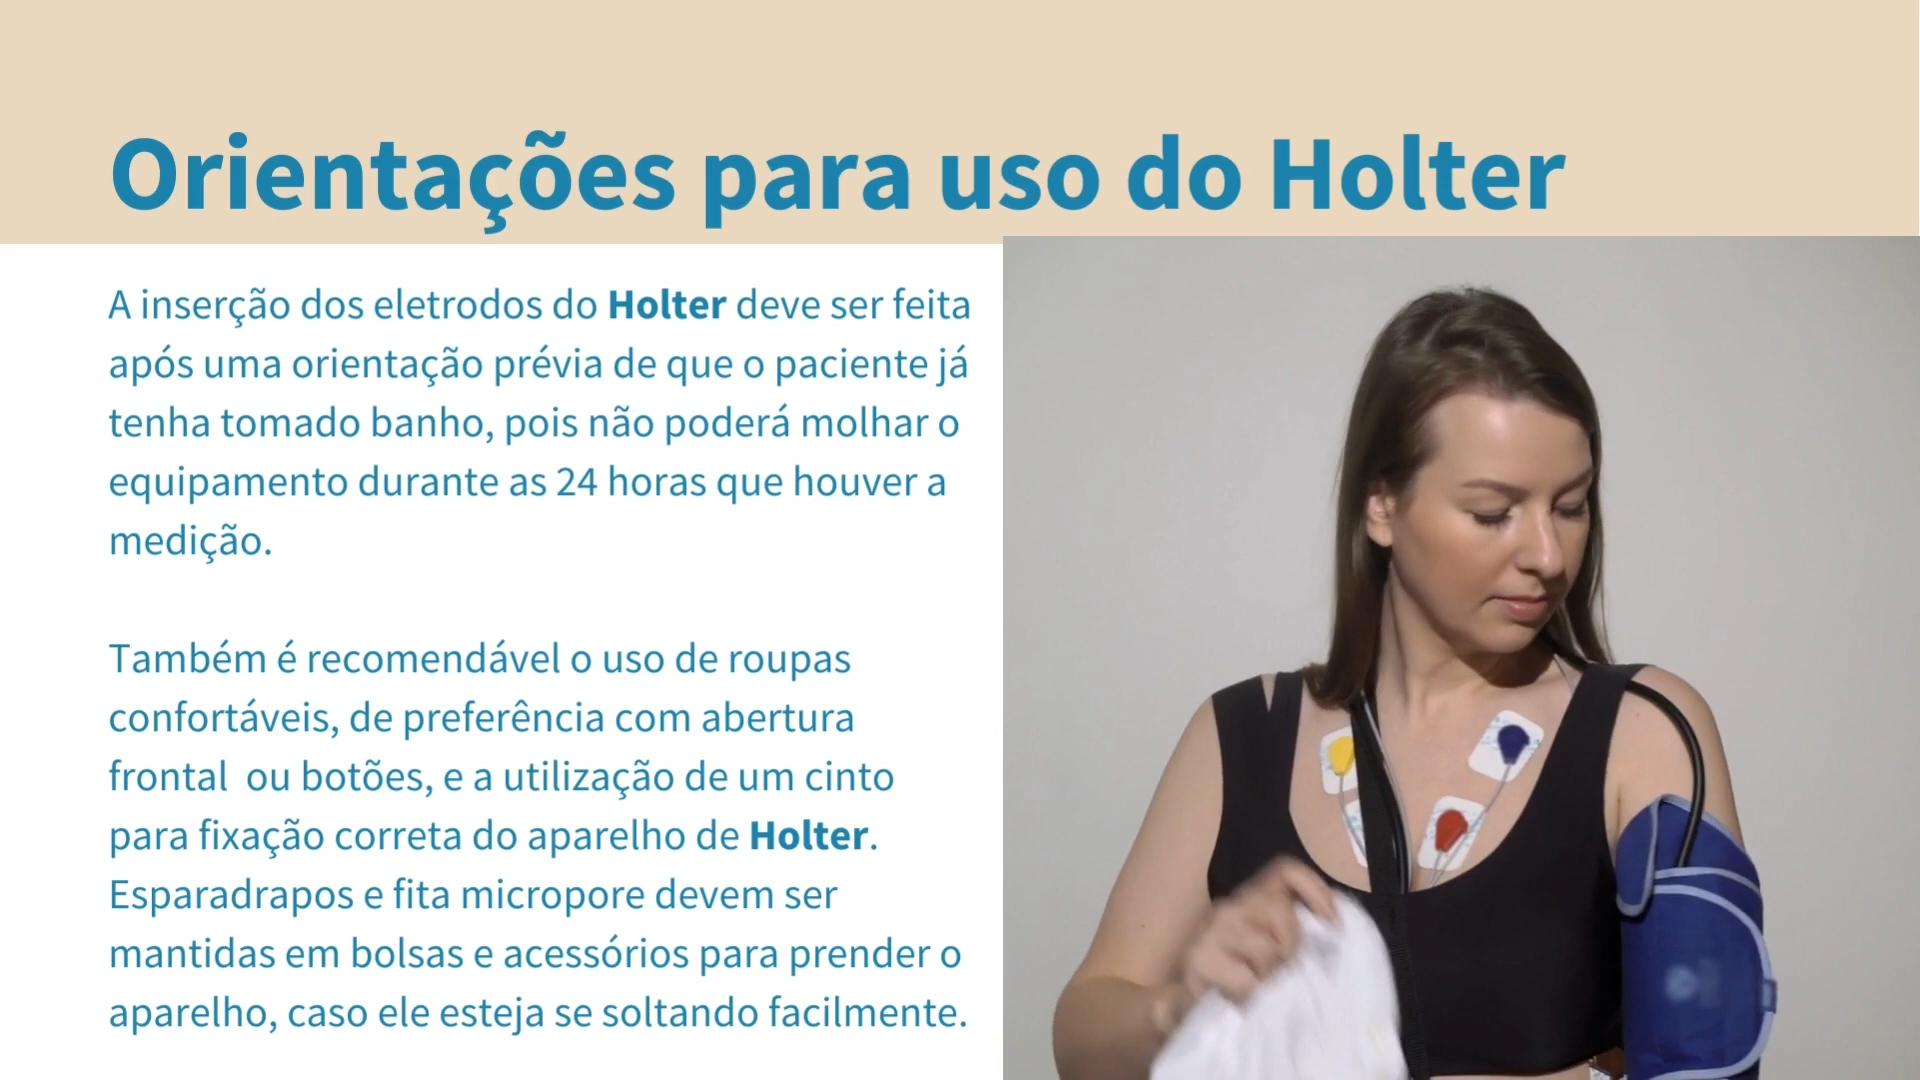 Orientações para uso do Holter
A inserção dos eletrodos do Holter deve ser feita
após uma orientação prévia de que o paciente já
tenha tomado banho, pois não poderá molhar o
equipamento durante as 24 horas que houver a
medição.
Também é recomendável o uso de roupas
confortáveis, de preferência com abertura
frontal  ou botões, e a utilização de um cinto
para fixação correta do aparelho de Holter.
Esparadrapos e fita micropore devem ser
mantidas em bolsas e acessórios para prender o
aparelho, caso ele esteja se soltando facilmente.